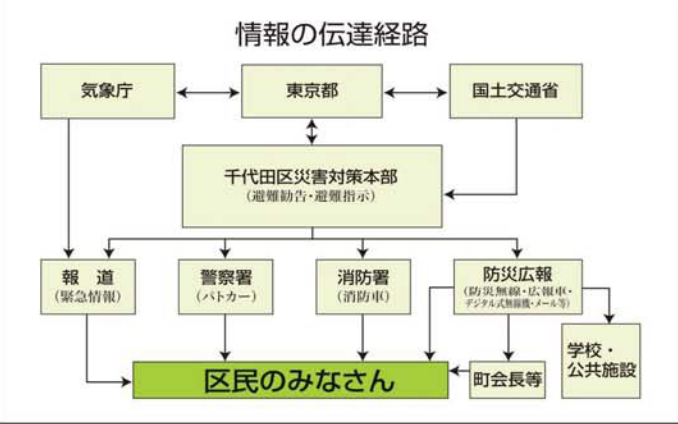 情報の伝達経路
気象庁
東京都
国土交通省
千代田区災害対策本部
(避難勧告・避難指示)
報 道
(緊急情報)
警察署
(パトカー)
消防署
(消防車)
防災広報
(防災無線・広報車・
デジタル式無線機・メール等)
区民のみなさん
町会長等
学校・
公共施設